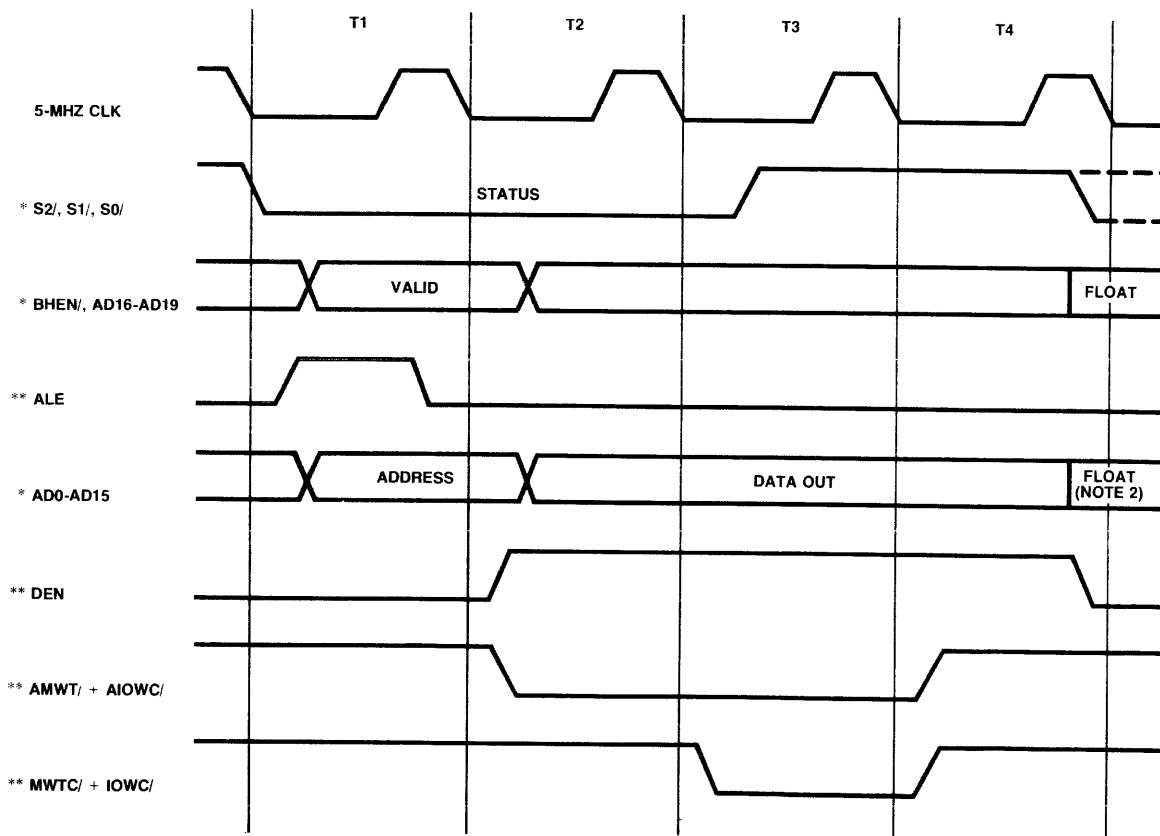 T1 T2 T3 T4
5-MHZ CLK
* S2/, S1/, S0/
STATUS
* BHEN/, AD16-AD19
VALID
FLOAT
** ALE
* AD0-AD15
ADDRESS
DATA OUT
FLOAT
(NOTE 2)
** DEN
** AMWT/ + AIOWC/
** MWTC/ + IOWC/